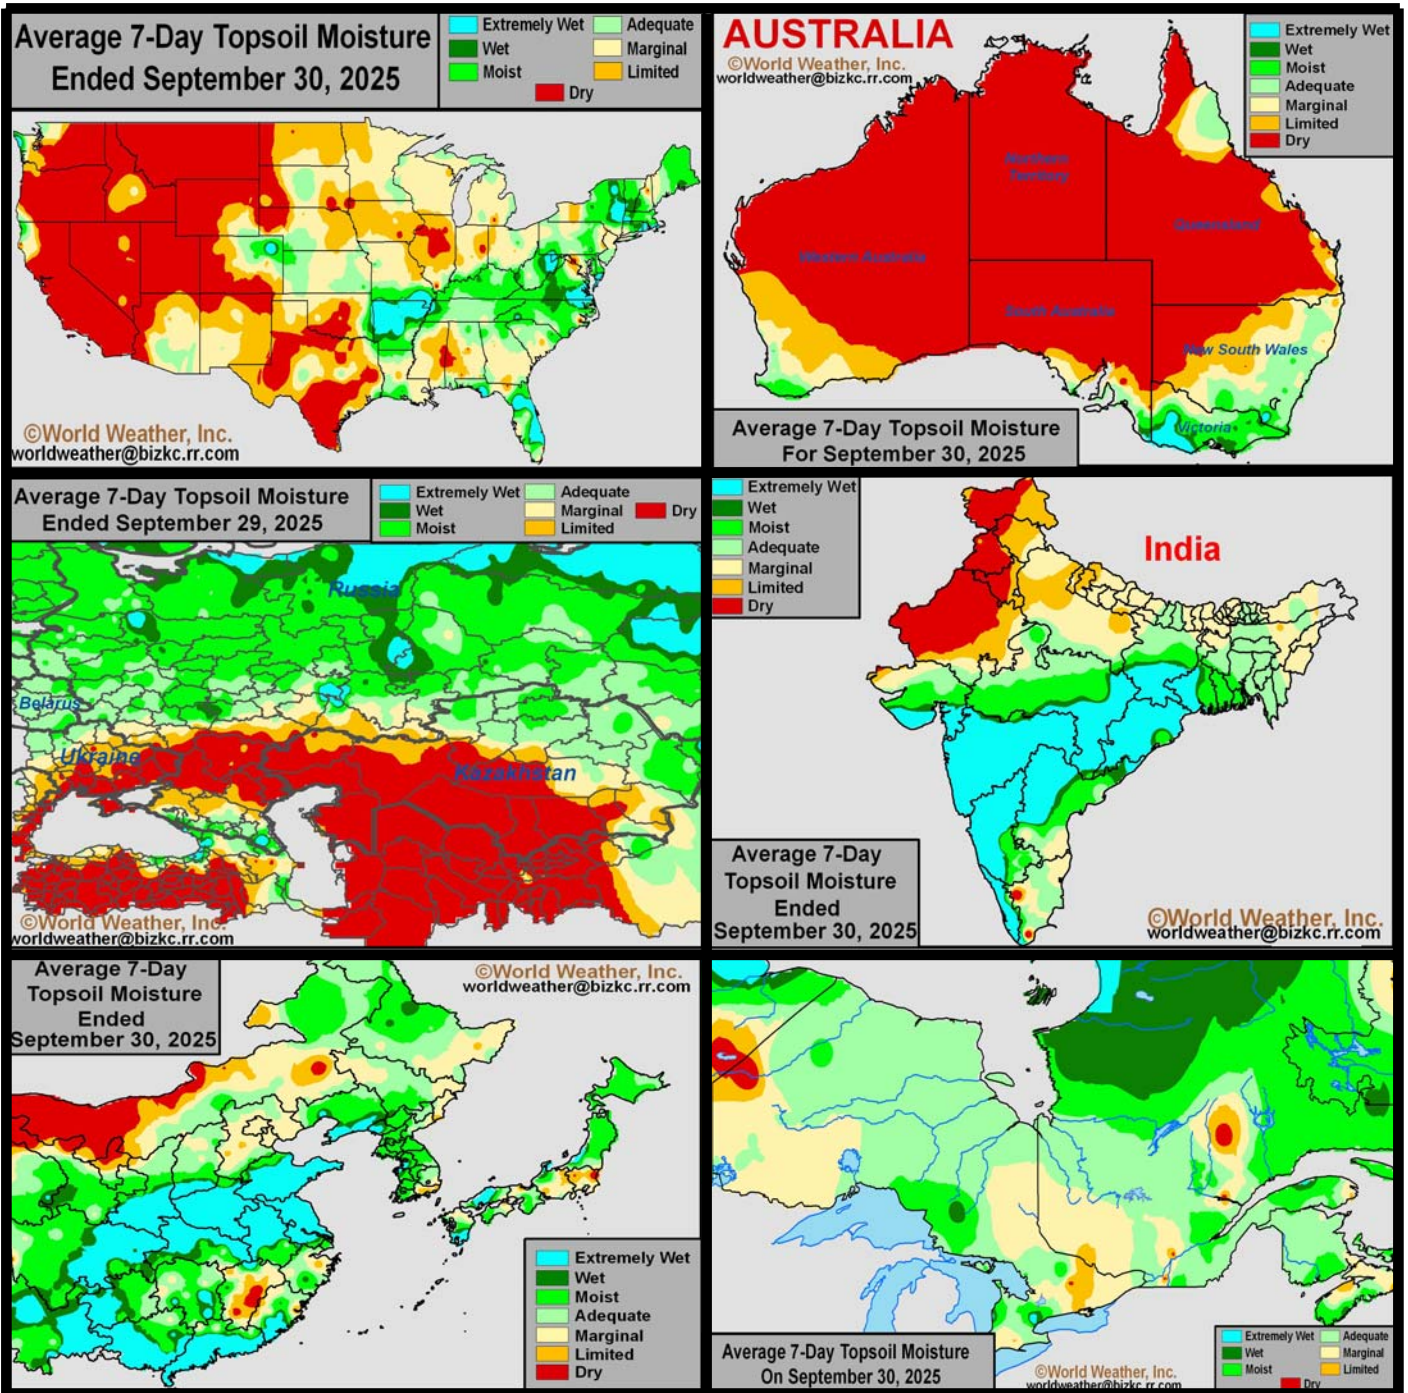 Average 7-Day Topsoil Moisture
Ended September 30, 2025
Extremely Wet
Wet
Moist
Adequate
Marginal
Limited
Dry
©World Weather, Inc.
worldweather@bizkc.rr.com
AUSTRALIA
©World Weather, Inc.
worldweather@bizkc.rr.com
Extremely Wet
Wet
Moist
Adequate
Marginal
Limited
Dry
Northern
Territory
Queensland
Western Australia
South Australia
New South Wales
Victoria
Average 7-Day Topsoil Moisture
For September 30, 2025
Average 7-Day Topsoil Moisture
Ended September 29, 2025
Extremely Wet
Wet
Moist
Adequate
Marginal
Limited
Dry
Russia
Belarus
Ukraine
Kazakhstan
©World Weather, Inc.
worldweather@bizkc.rr.com
Extremely Wet
Wet
Moist
Adequate
Marginal
Limited
Dry
India
Average 7-Day
Topsoil Moisture
Ended
September 30, 2025
©World Weather, Inc.
worldweather@bizkc.rr.com
Average 7-Day
Topsoil Moisture
Ended
September 30, 2025
©World Weather, Inc.
worldweather@bizkc.rr.com
Extremely Wet
Wet
Moist
Adequate
Marginal
Limited
Dry
Average 7-Day Topsoil Moisture
On September 30, 2025
©World Weather, Inc.
worldweather@bizkc.rr.com
Extremely Wet
Wet
Moist
Adequate
Marginal
Limited
Dry